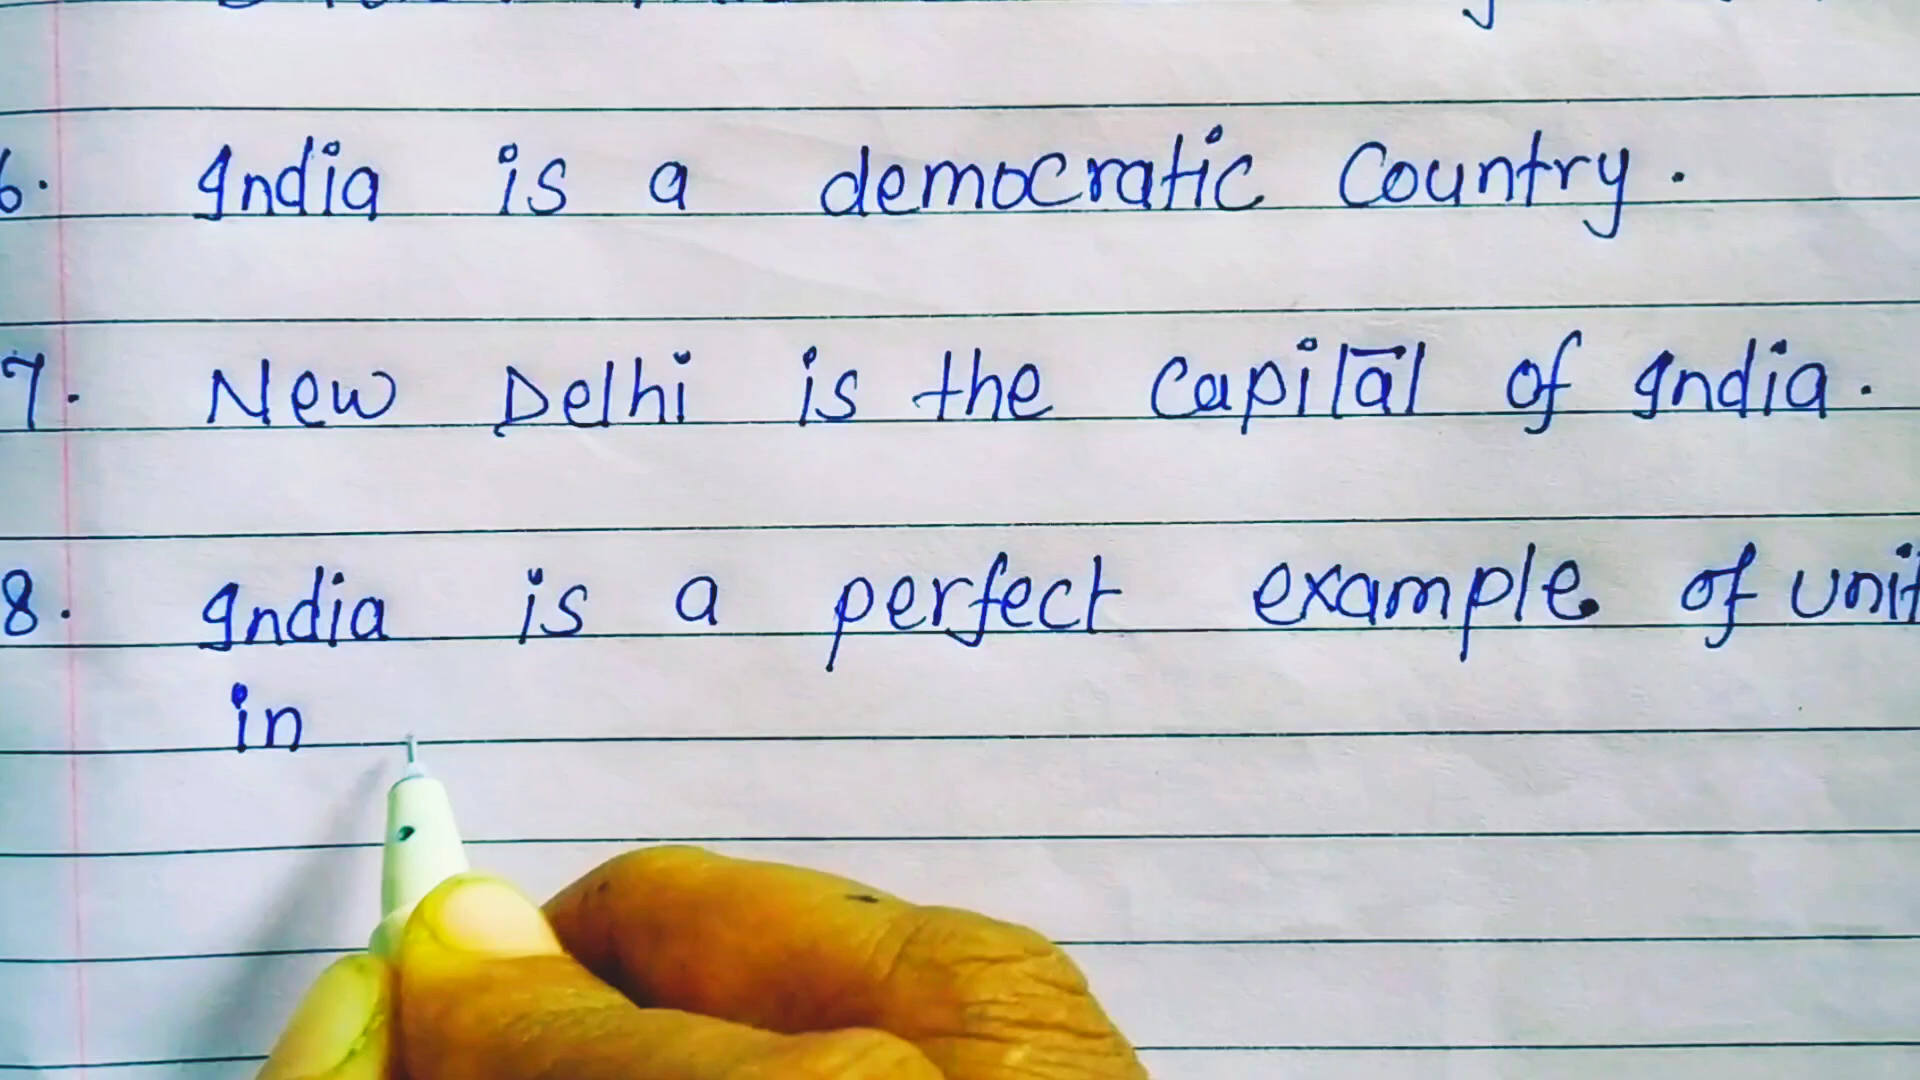 6. India is a democratic Country.
7. New Delhi is the Capital of India.
8. India is a perfect example of
in